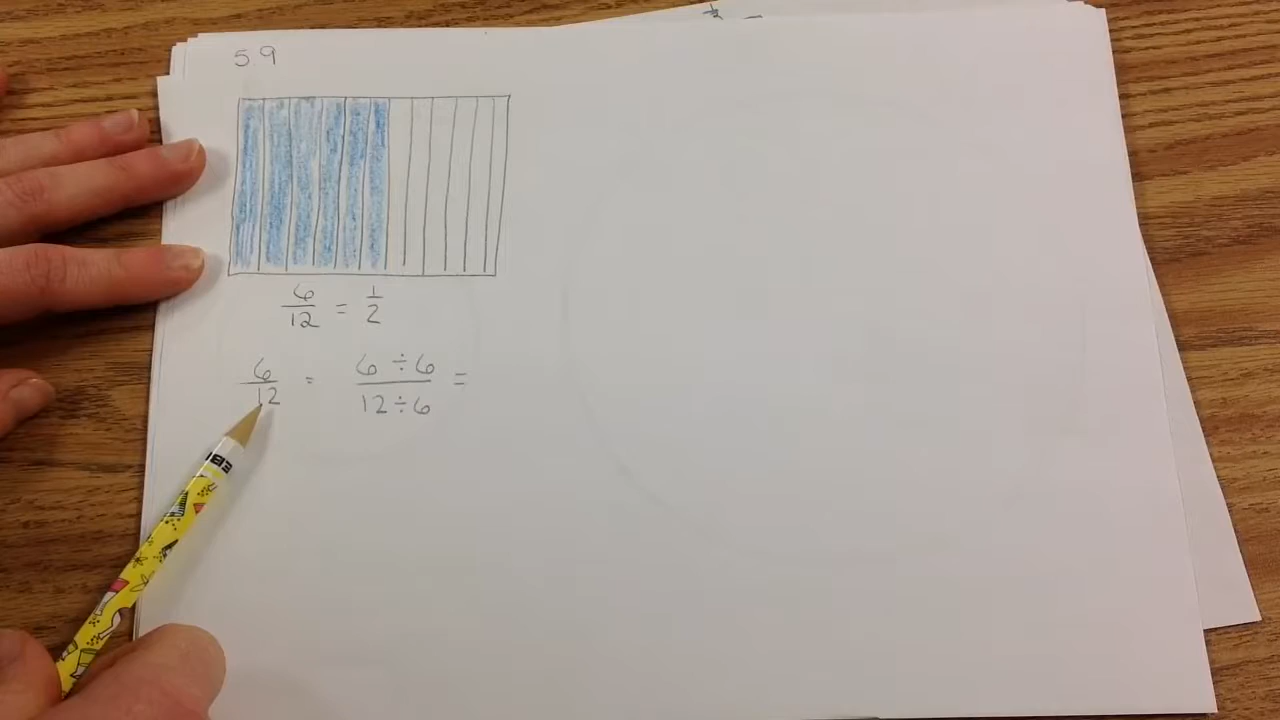 5.9
6/12 = 1/2
6/12 = 6 ÷ 6 / 12 ÷ 6 =